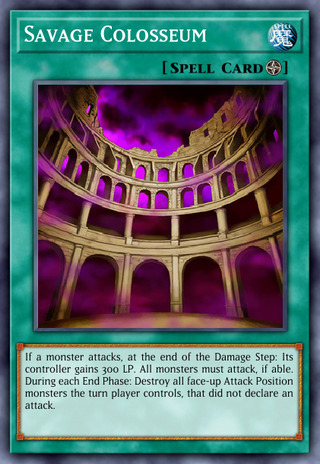 Savage Colosseum
魔
[Spell Card]
If a monster attacks, at the end of the Damage Step: Its
controller gains 300 LP. All monsters must attack, if able.
During each End Phase: Destroy all face-up Attack Position
monsters the turn player controls, that did not declare an
attack.